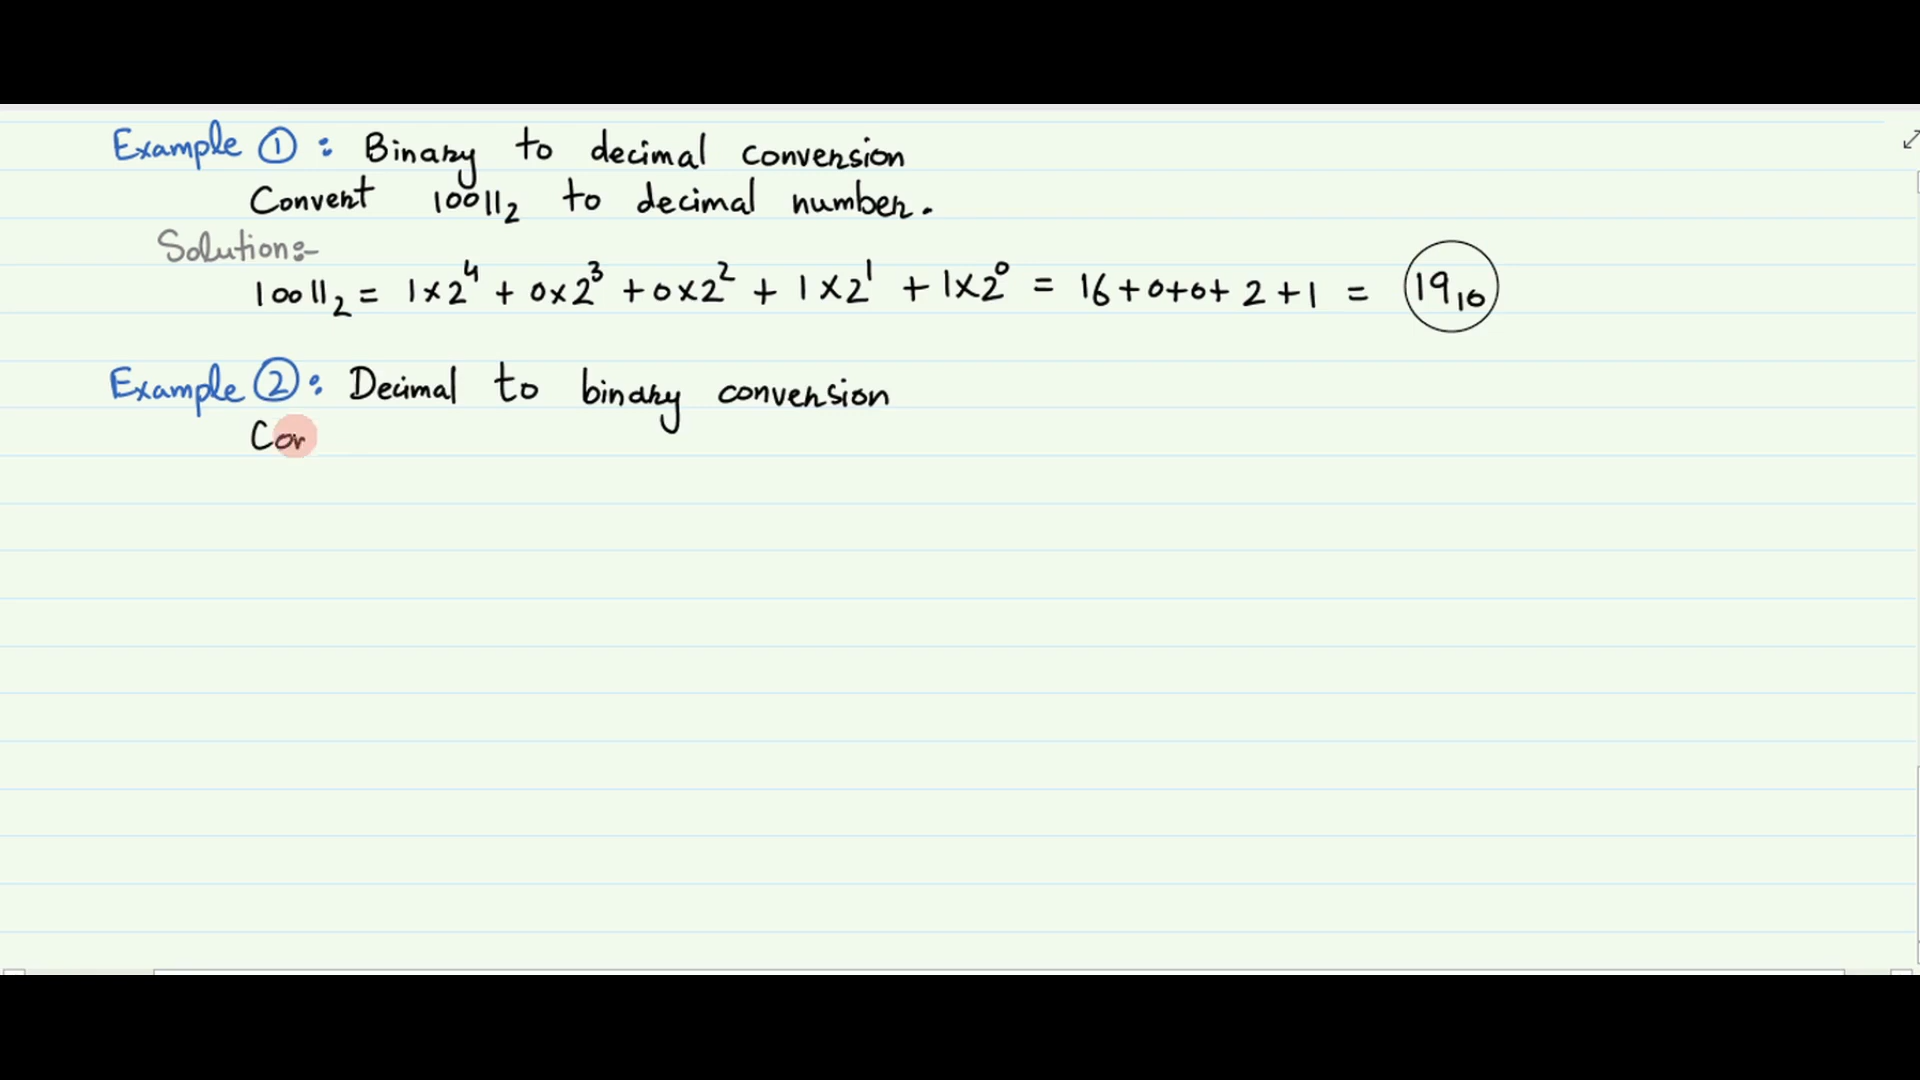 Example ① : Binary to decimal conversion
Convert 10011₂ to decimal number.
Solution:-
10011₂ = 1×2⁴ + 0×2³ + 0×2² + 1×2¹ + 1×2⁰ = 16+0+0+2+1 = 19₁₀
Example ② : Decimal to binary conversion
Con